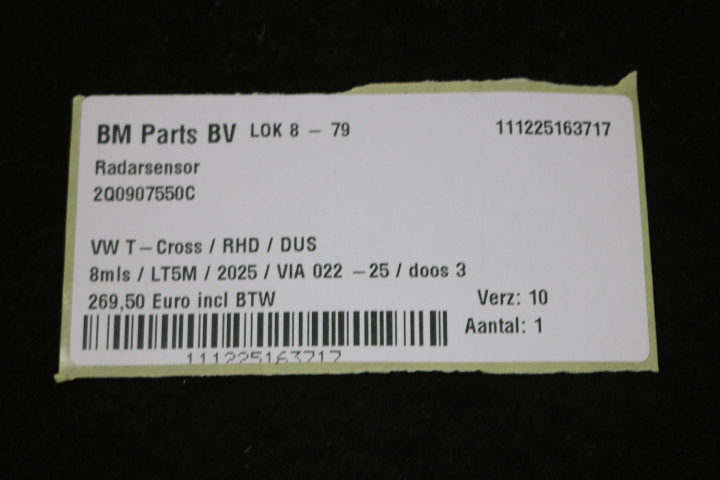 BM Parts BV LOK 8 - 79 111225163717
Radarsensor
2Q0907550C
VW T-Cross / RHD / DUS
8mls / LT5M / 2025 / VIA 022 -25 / doos 3
269,50 Euro incl BTW Verz: 10
Aantal: 1
111225163717